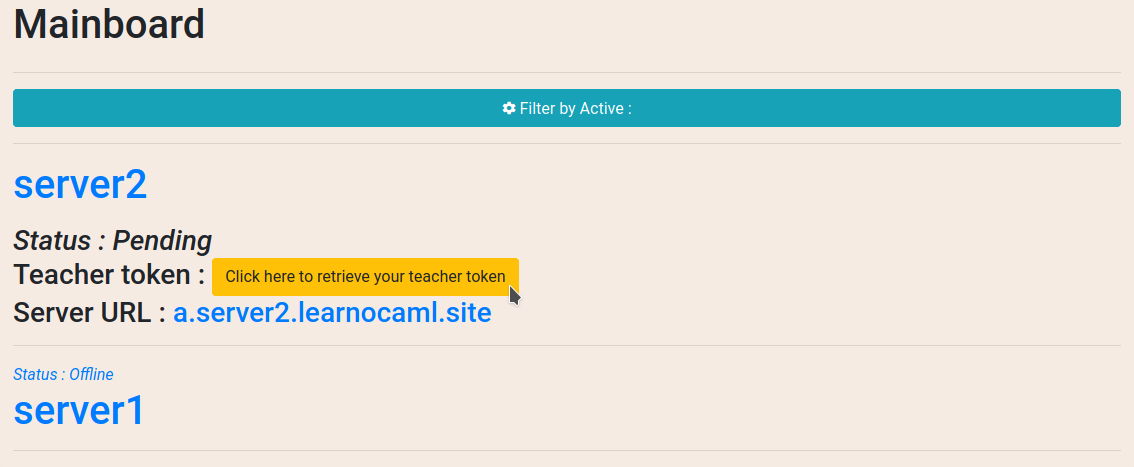 Mainboard
Filter by Active :
server2
Status : Pending
Teacher token : Click here to retrieve your teacher token
Server URL : a.server2.learnocaml.site
Status : Offline
server1